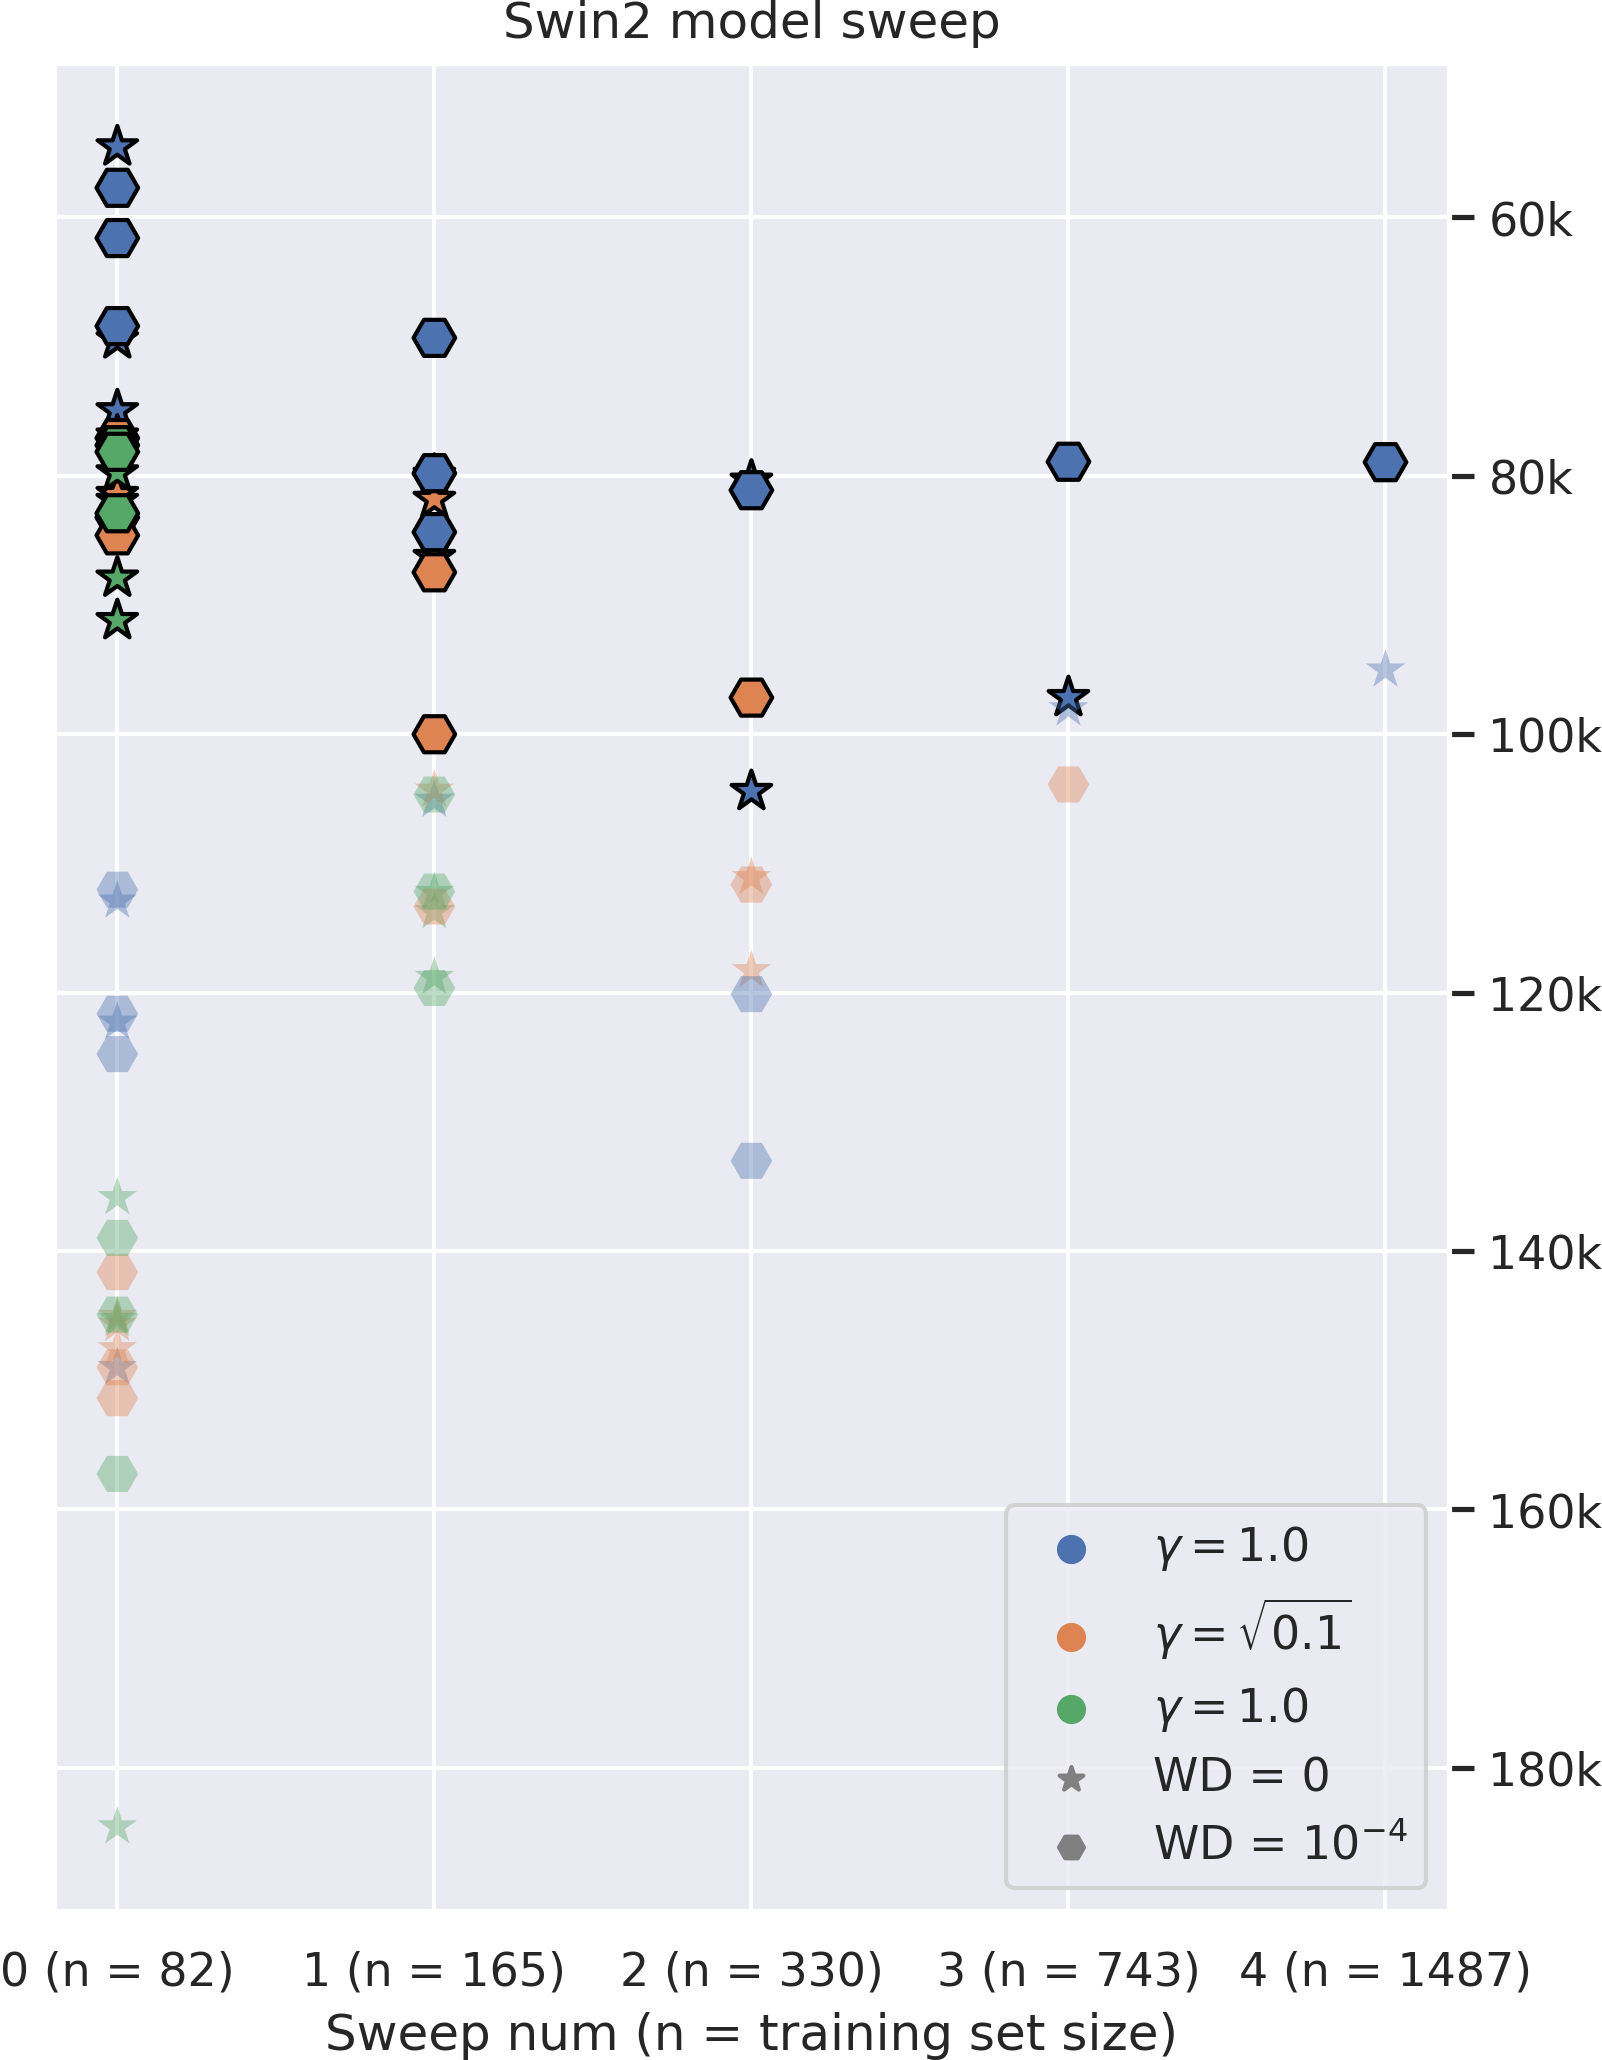 Swin2 model sweep
60k
80k
100k
120k
140k
160k
180k
γ = 1.0
γ = √0.1
γ = 1.0
WD = 0
WD = 10⁻⁴
0 (n = 82) 1 (n = 165) 2 (n = 330) 3 (n = 743) 4 (n = 1487)
Sweep num (n = training set size)